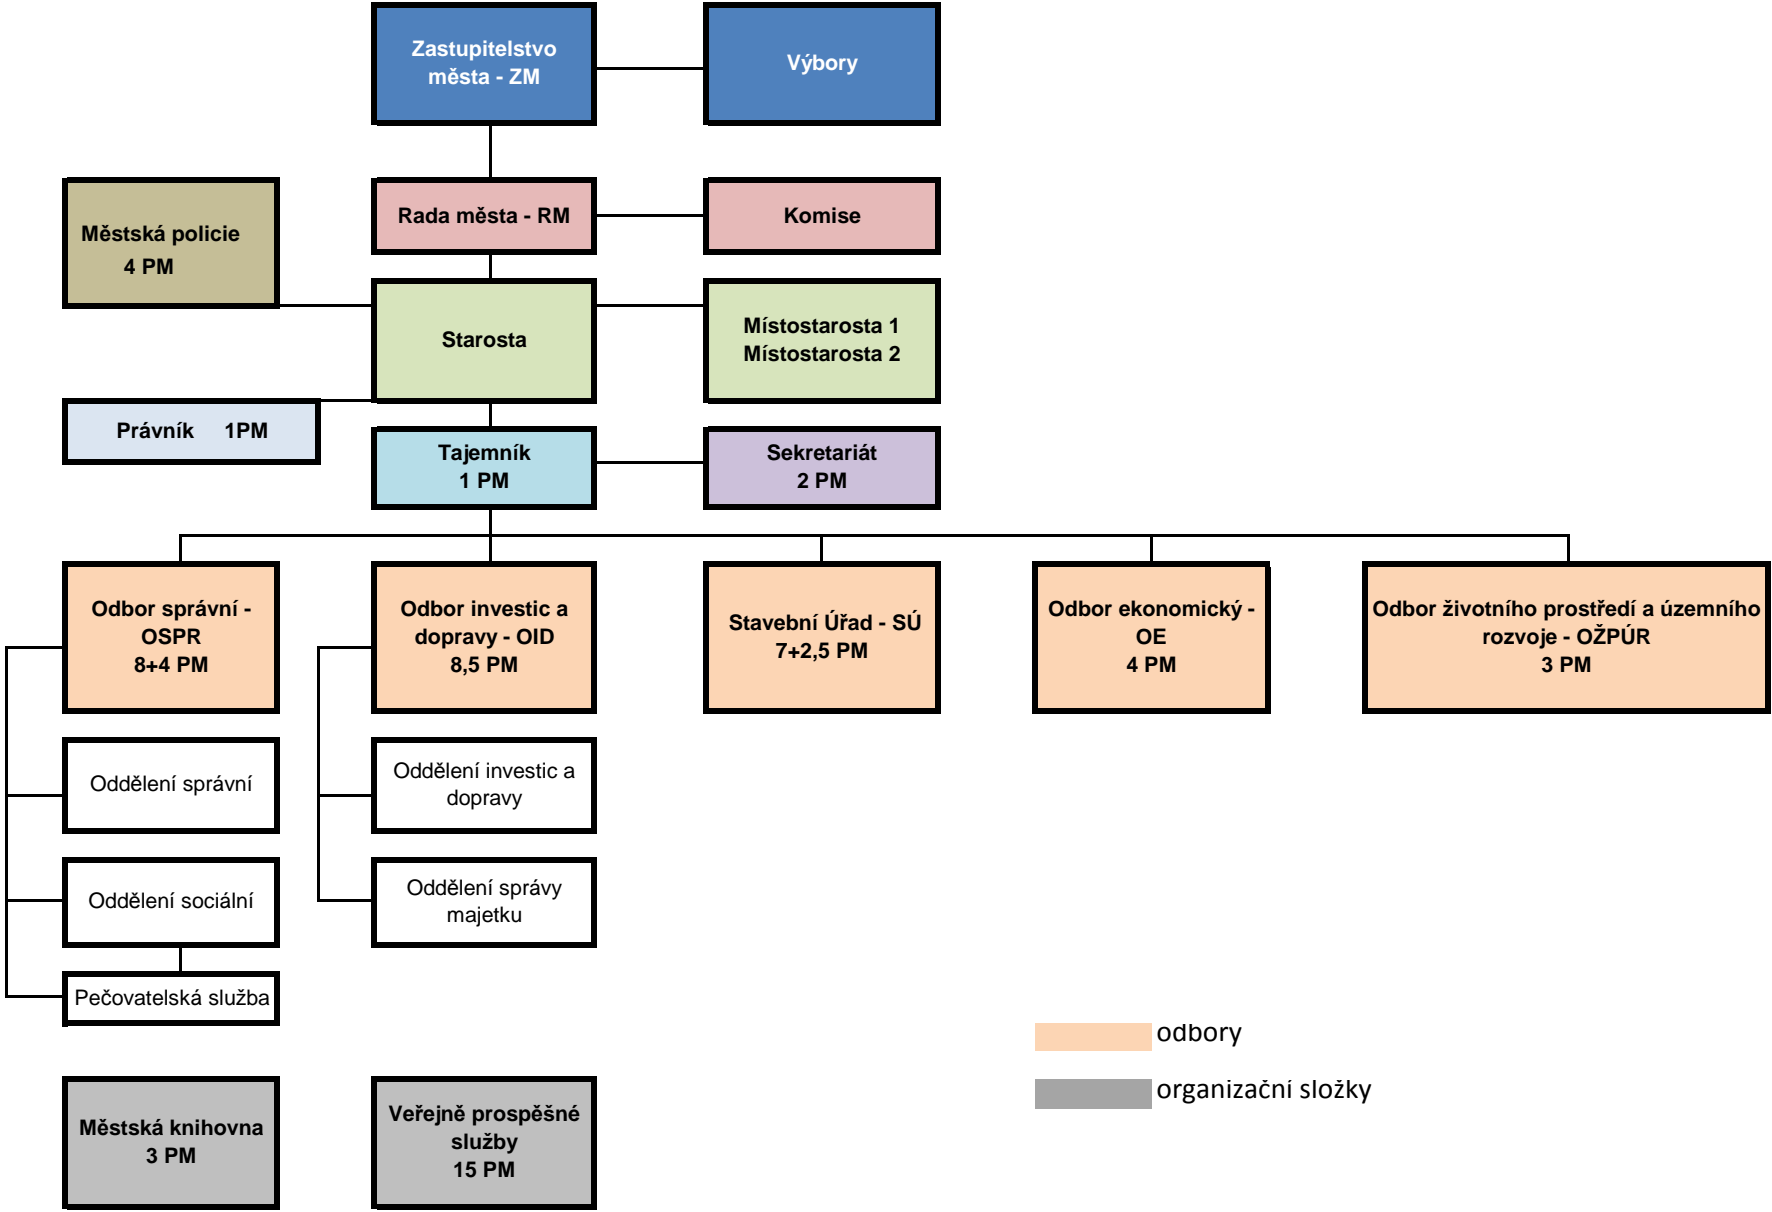 Zastupitelstvo
města - ZM
Výbory
Městská policie
4 PM
Rada města - RM
Komise
Starosta
Místostarosta 1
Místostarosta 2
Právník 1PM
Tajemník
1 PM
Sekretariát
2 PM
Odbor správní -
OSPR
8+4 PM
Odbor investic a
dopravy - OID
8,5 PM
Stavební Úřad - SÚ
7+2,5 PM
Odbor ekonomický -
OE
4 PM
Odbor životního prostředí a územního
rozvoje - OŽPÚR
3 PM
Oddělení správní
Oddělení investic a
dopravy
Oddělení sociální
Oddělení správy
majetku
Pečovatelská služba
odbory
organizační složky
Městská knihovna
3 PM
Veřejně prospěšné
služby
15 PM